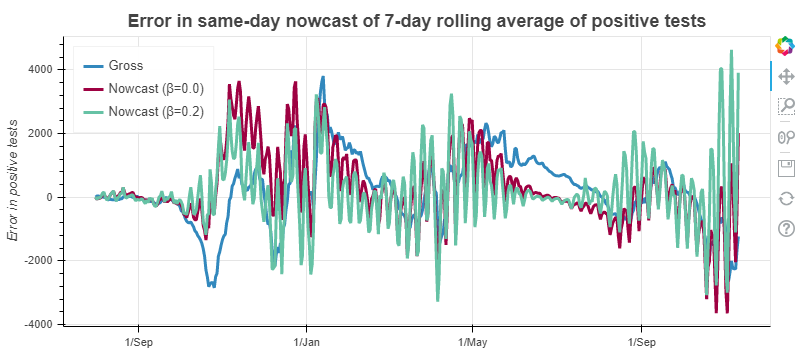 Error in same-day nowcast of 7-day rolling average of positive tests
Gross
Nowcast (β=0.0)
Nowcast (β=0.2)
Error in positive tests
4000
2000
0
-2000
-4000
1/Sep
1/Jan
1/May
1/Sep